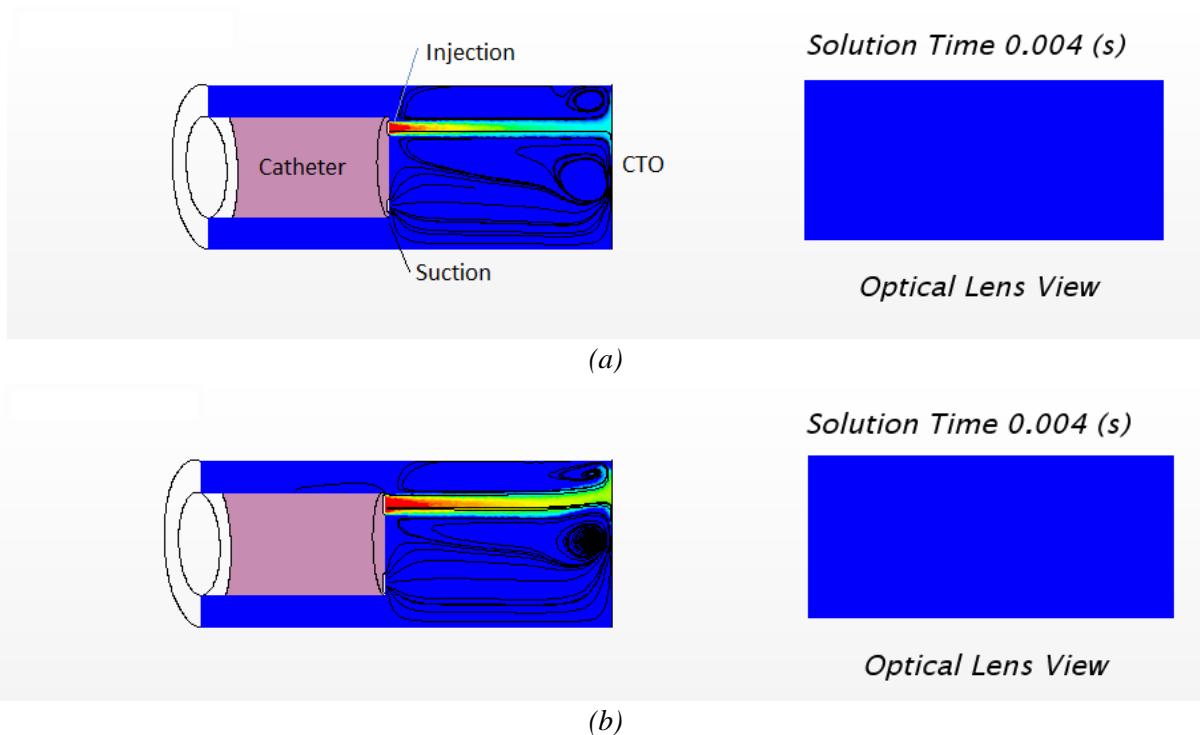 Solution Time 0.004 (s)
Injection
Catheter
CTO
Suction
Optical Lens View
(a)
Solution Time 0.004 (s)
Optical Lens View
(b)